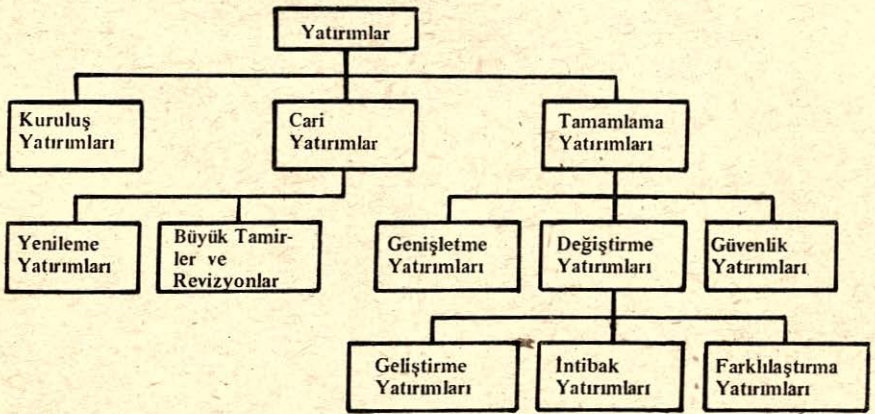 Yatırımlar
Kuruluş
Yatırımları
Cari
Yatırımlar
Tamamlama
Yatırımları
Yenileme
Yatırımları
Büyük Tamir-
ler ve
Revizyonlar
Genişletme
Yatırımları
Değiştirme
Yatırımları
Güvenlik
Yatırımları
Geliştirme
Yatırımları
İntibak
Yatırımları
Farklılaştırma
Yatırımları